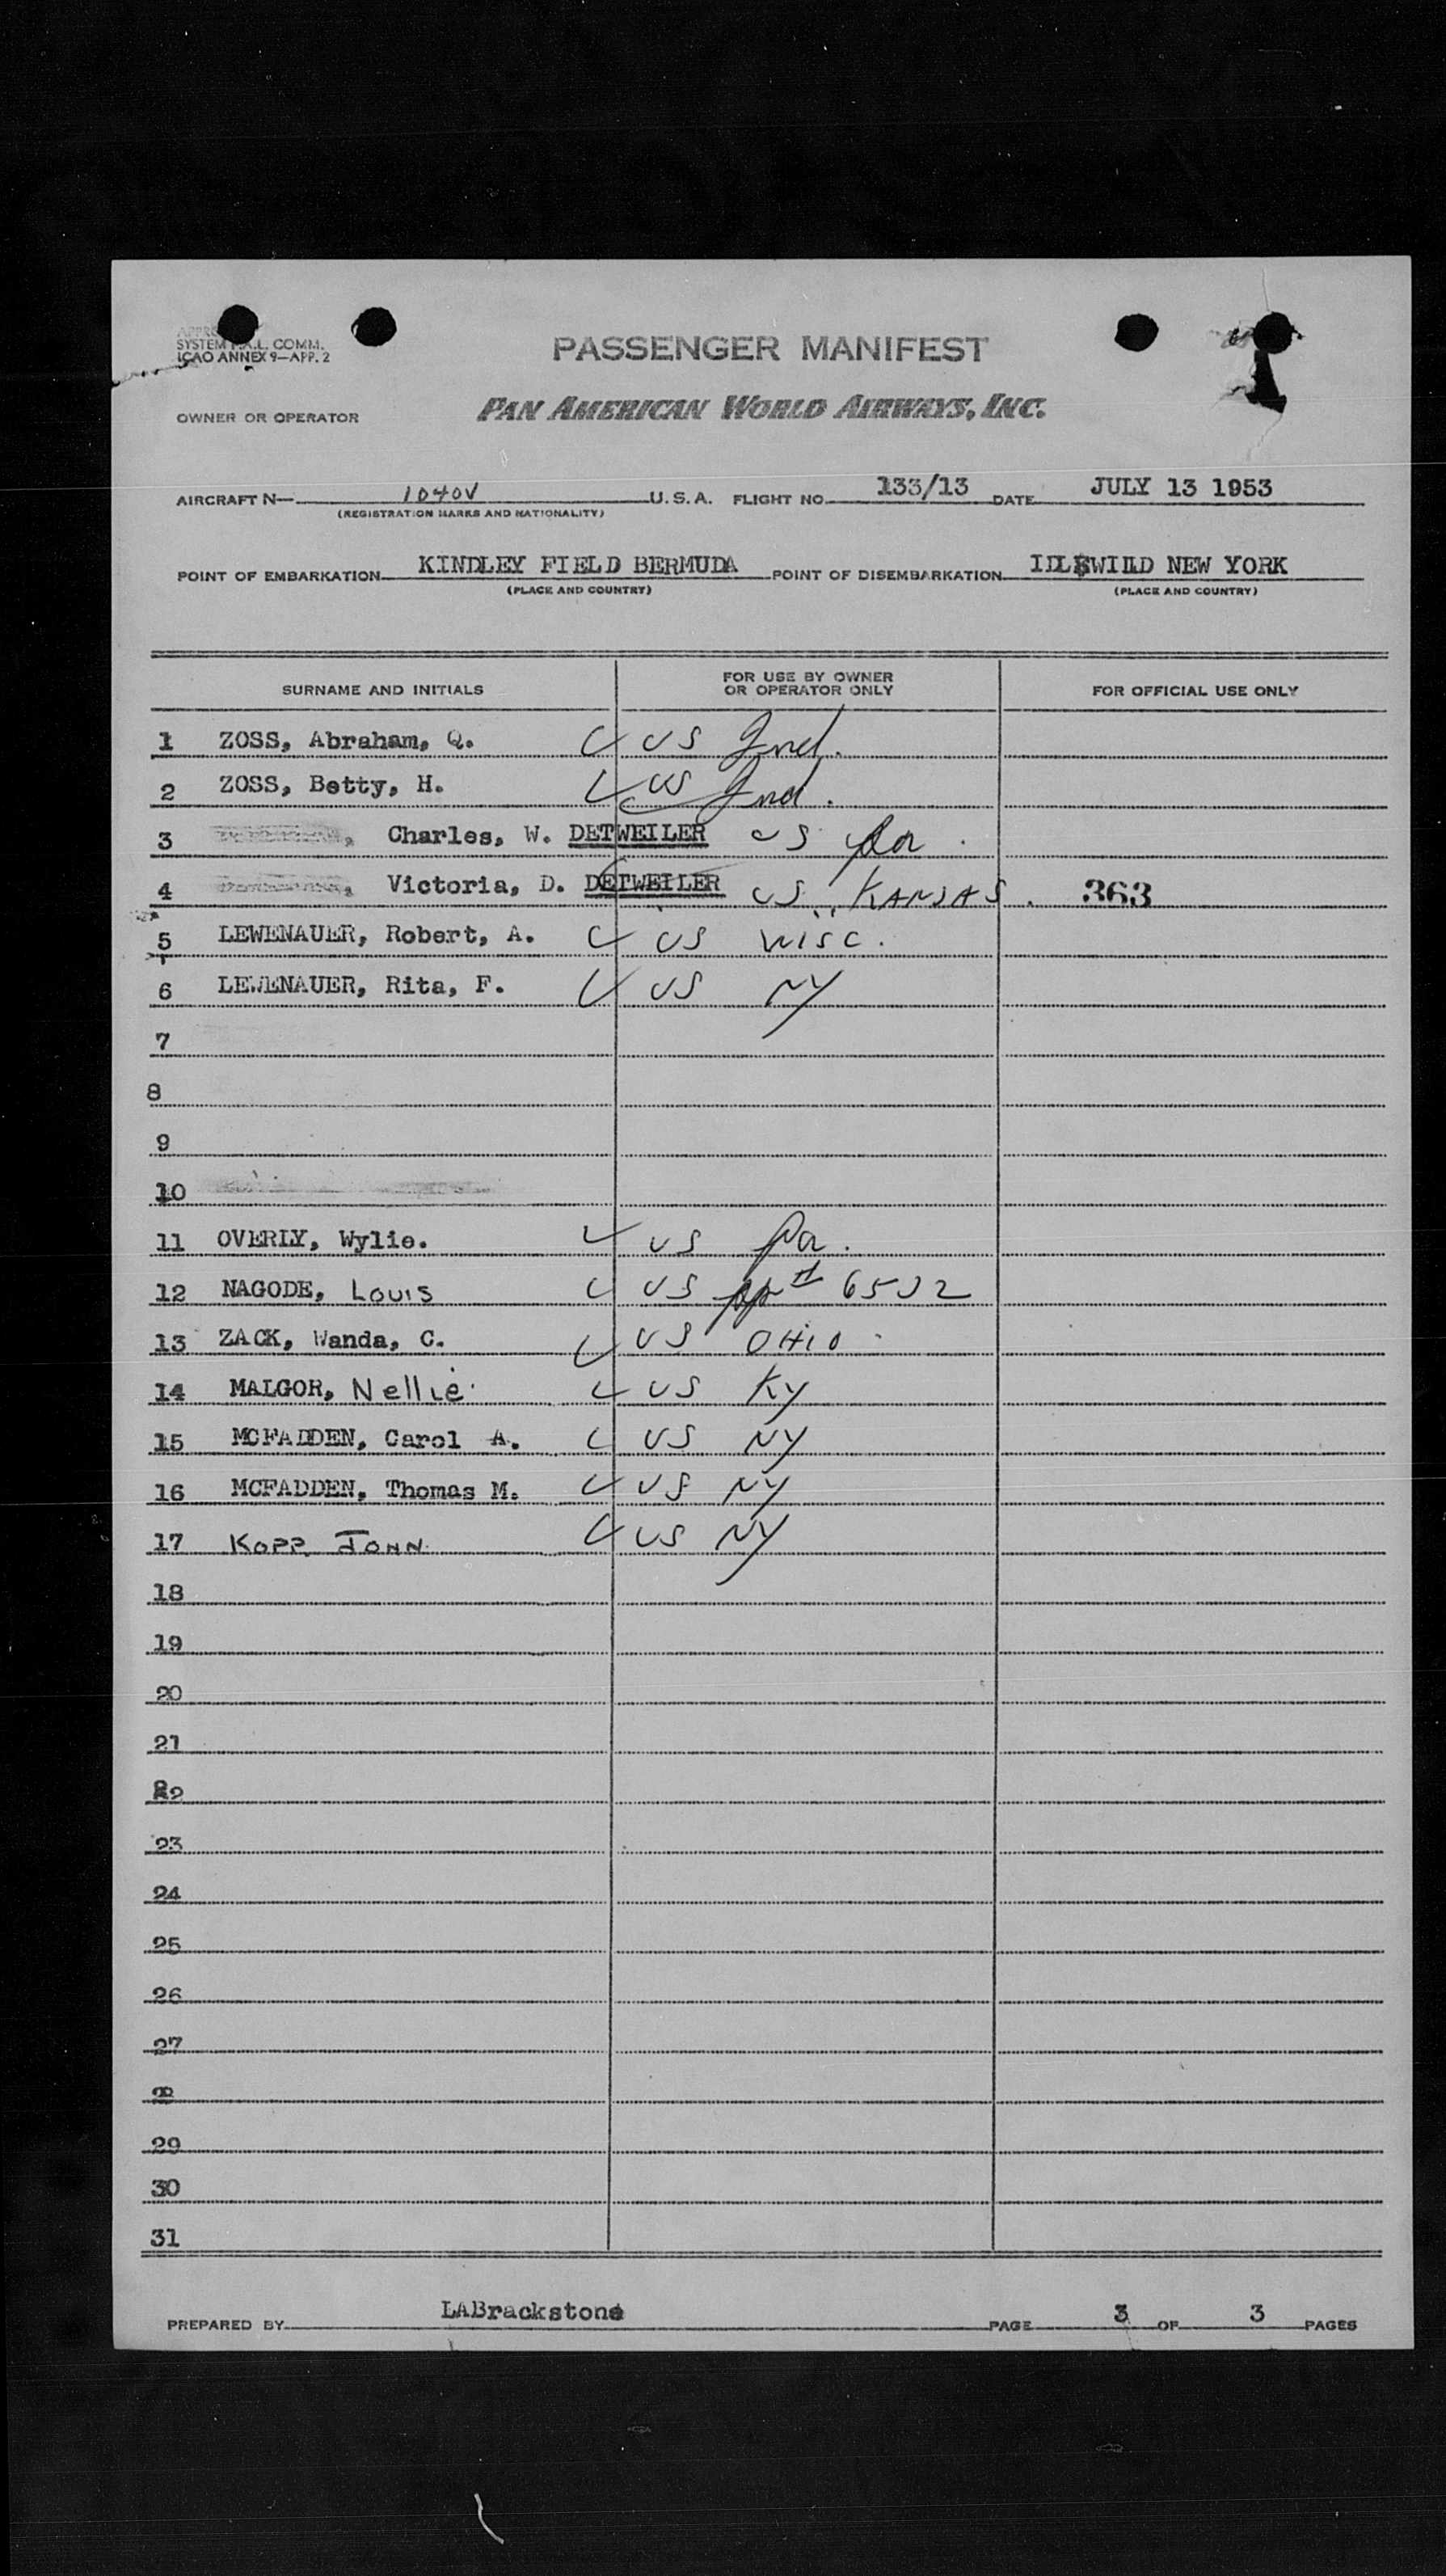 SYSTEM COMM.
ICAO ANNEX 9—APP. 2
PASSENGER MANIFEST
OWNER OR OPERATOR PAN AMERICAN WORLD AIRWAYS, INC.
AIRCRAFT N— 1040V U.S.A. FLIGHT NO. 133/13 DATE JULY 13 1953
(REGISTRATION MARKS AND NATIONALITY)
POINT OF EMBARKATION KINDLEY FIELD BERMUDA POINT OF DISEMBARKATION NEW YORK
(PLACE AND COUNTRY) (PLACE AND COUNTRY)
SURNAME AND INITIALS FOR USE BY OWNER OR OPERATOR ONLY FOR OFFICIAL USE ONLY
1 ZOSS, Abraham, Q. US Ind.
2 ZOSS, Betty, H. US Ind.
3 , Charles, W. DETWEILER US Pa
4 , Victoria, D. DETWEILER US KANSAS. 363
5 LEWENAUER, Robert, A. US WISC.
6 LEWENAUER, Rita, F. US NY
7
8
9
10
11 OVERLY, Wylie. US Pa.
12 NAGODE, Louis US 6502
13 ZACK, Wanda, C. US OHIO
14 MALGOR, Nellie US Ky
15 MCFADDEN, Carol A. US NY
16 MCFADDEN, Thomas M. US NY
17 KOPP, JOHN US NY
18
19
20
21
22
23
24
25
26
27
28
29
30
31
PREPARED BY LABrackstone PAGE 3 OF 3 PAGES